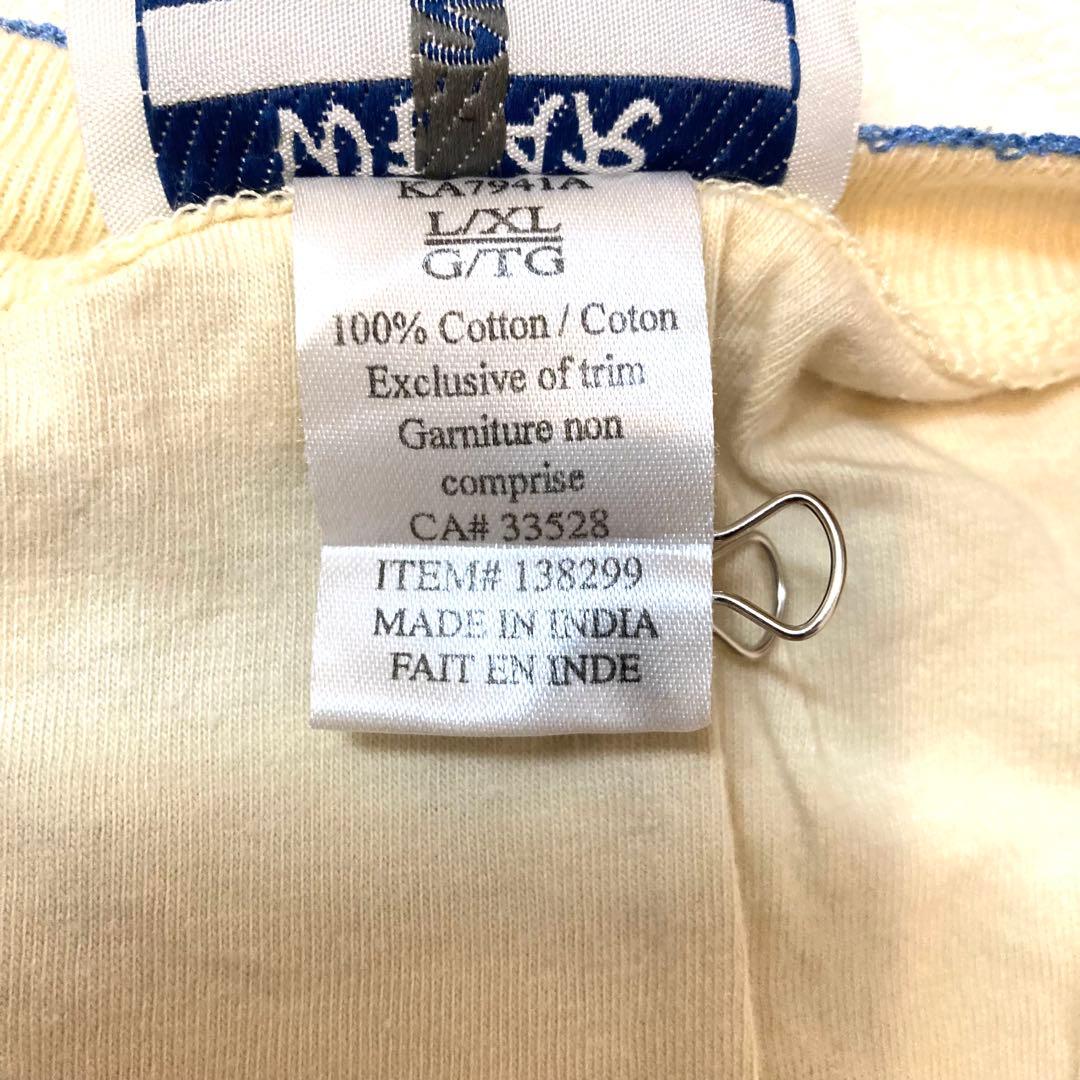 KA7941A
L/XL
G/TG
100% Cotton / Coton
Exclusive of trim
Garniture non
comprise
CA# 33528
ITEM# 138299
MADE IN INDIA
FAIT EN INDE